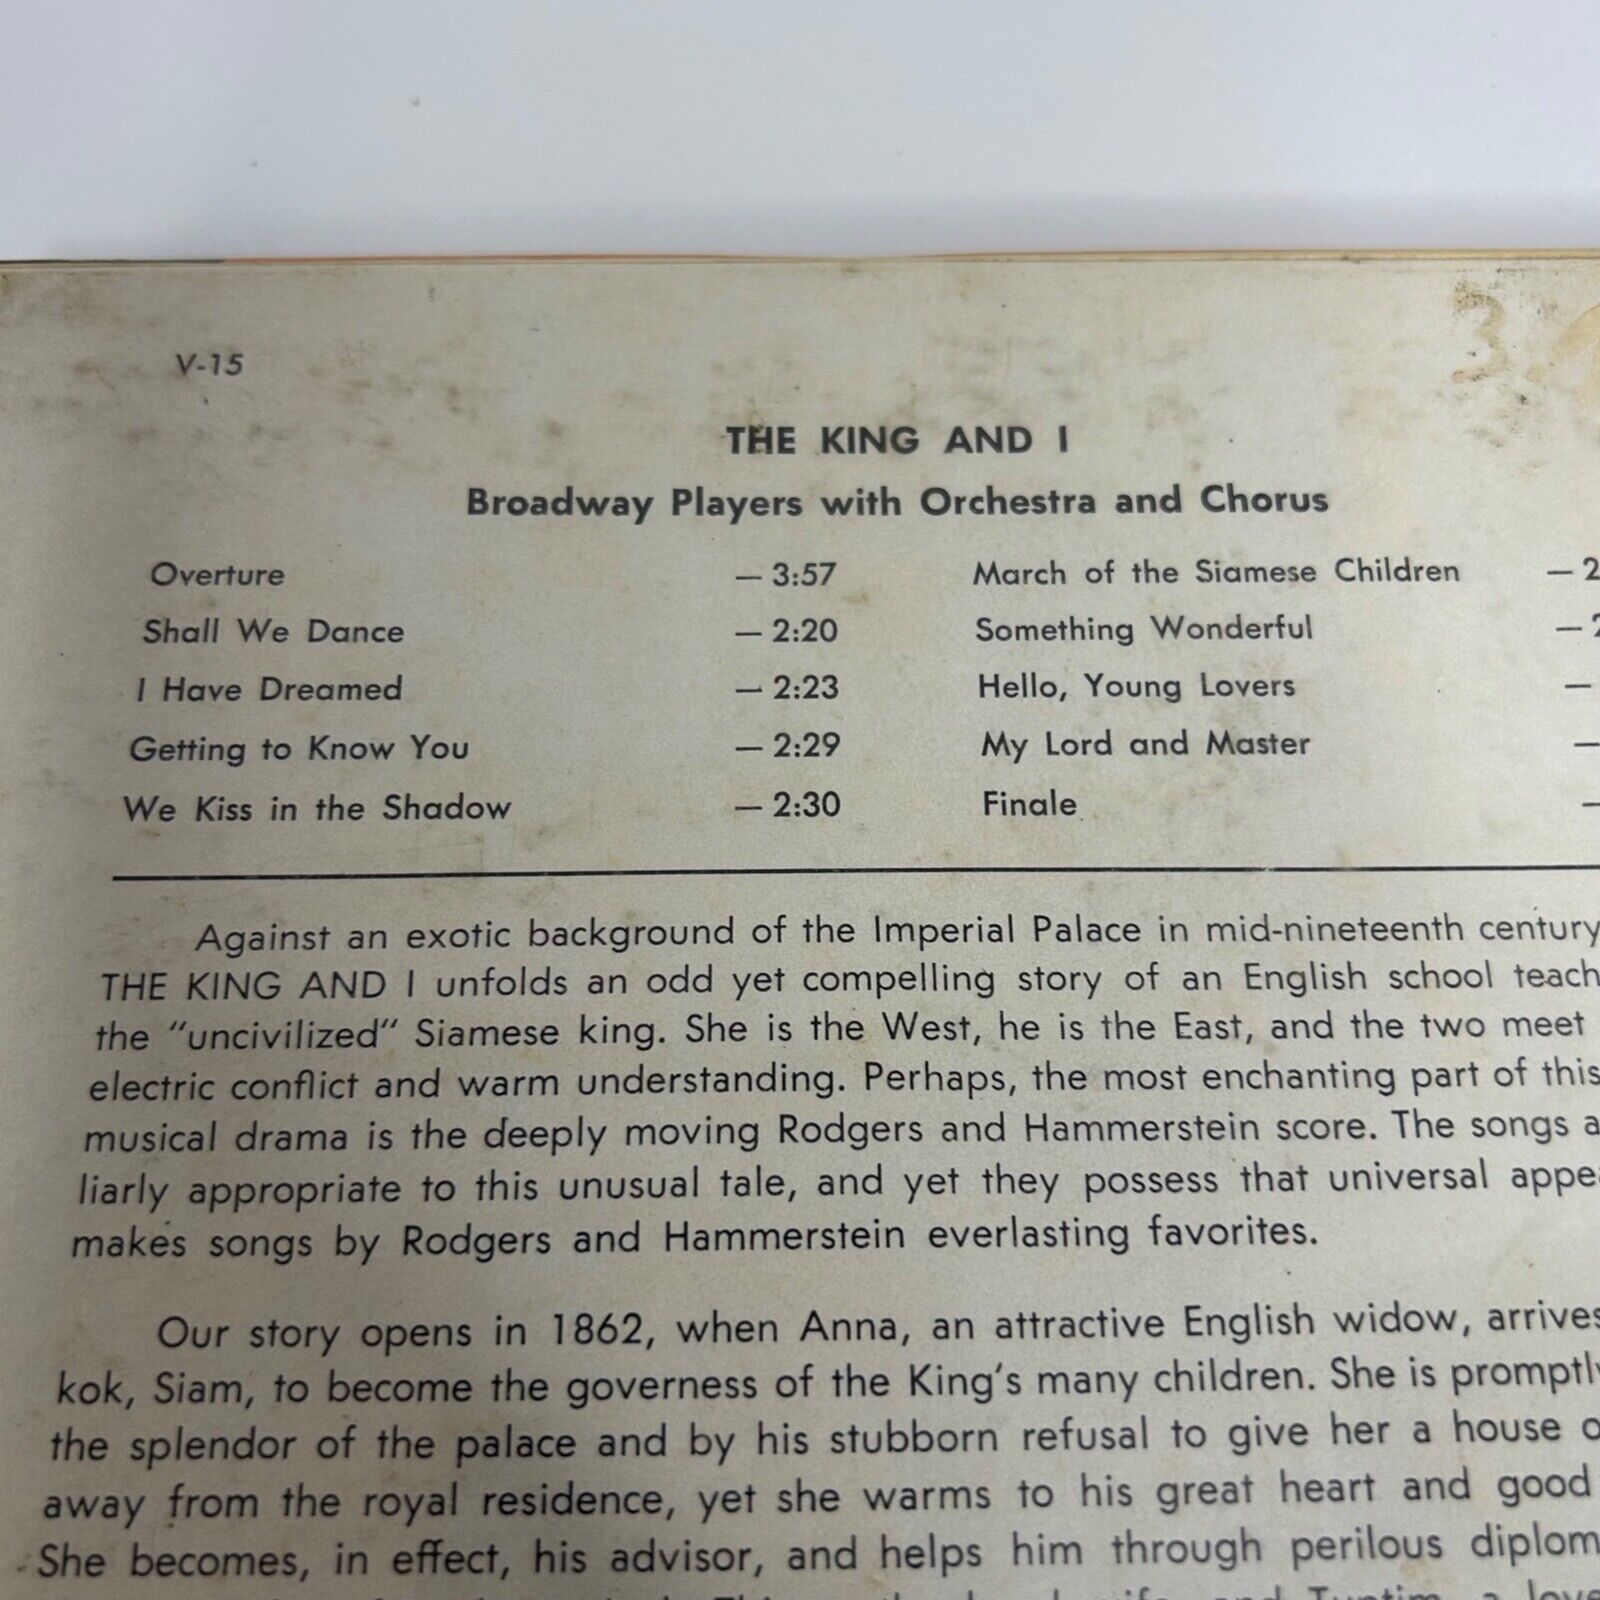 3
V-15
THE KING AND I
Broadway Players with Orchestra and Chorus
Overture — 3:57 March of the Siamese Children — 2
Shall We Dance — 2:20 Something Wonderful —
I Have Dreamed — 2:23 Hello, Young Lovers —
Getting to Know You — 2:29 My Lord and Master —
We Kiss in the Shadow — 2:30 Finale —
Against an exotic background of the Imperial Palace in mid-nineteenth century
THE KING AND I unfolds an odd yet compelling story of an English school teach
the “uncivilized” Siamese king. She is the West, he is the East, and the two meet
electric conflict and warm understanding. Perhaps, the most enchanting part of this
musical drama is the deeply moving Rodgers and Hammerstein score. The songs a
liarly appropriate to this unusual tale, and yet they possess that universal appe
makes songs by Rodgers and Hammerstein everlasting favorites.
Our story opens in 1862, when Anna, an attractive English widow, arrives
kok, Siam, to become the governess of the King's many children. She is promptly
the splendor of the palace and by his stubborn refusal to give her a house o
away from the royal residence, yet she warms to his great heart and good
She becomes, in effect, his advisor, and helps him through perilous diplom
and Tuptim, a love